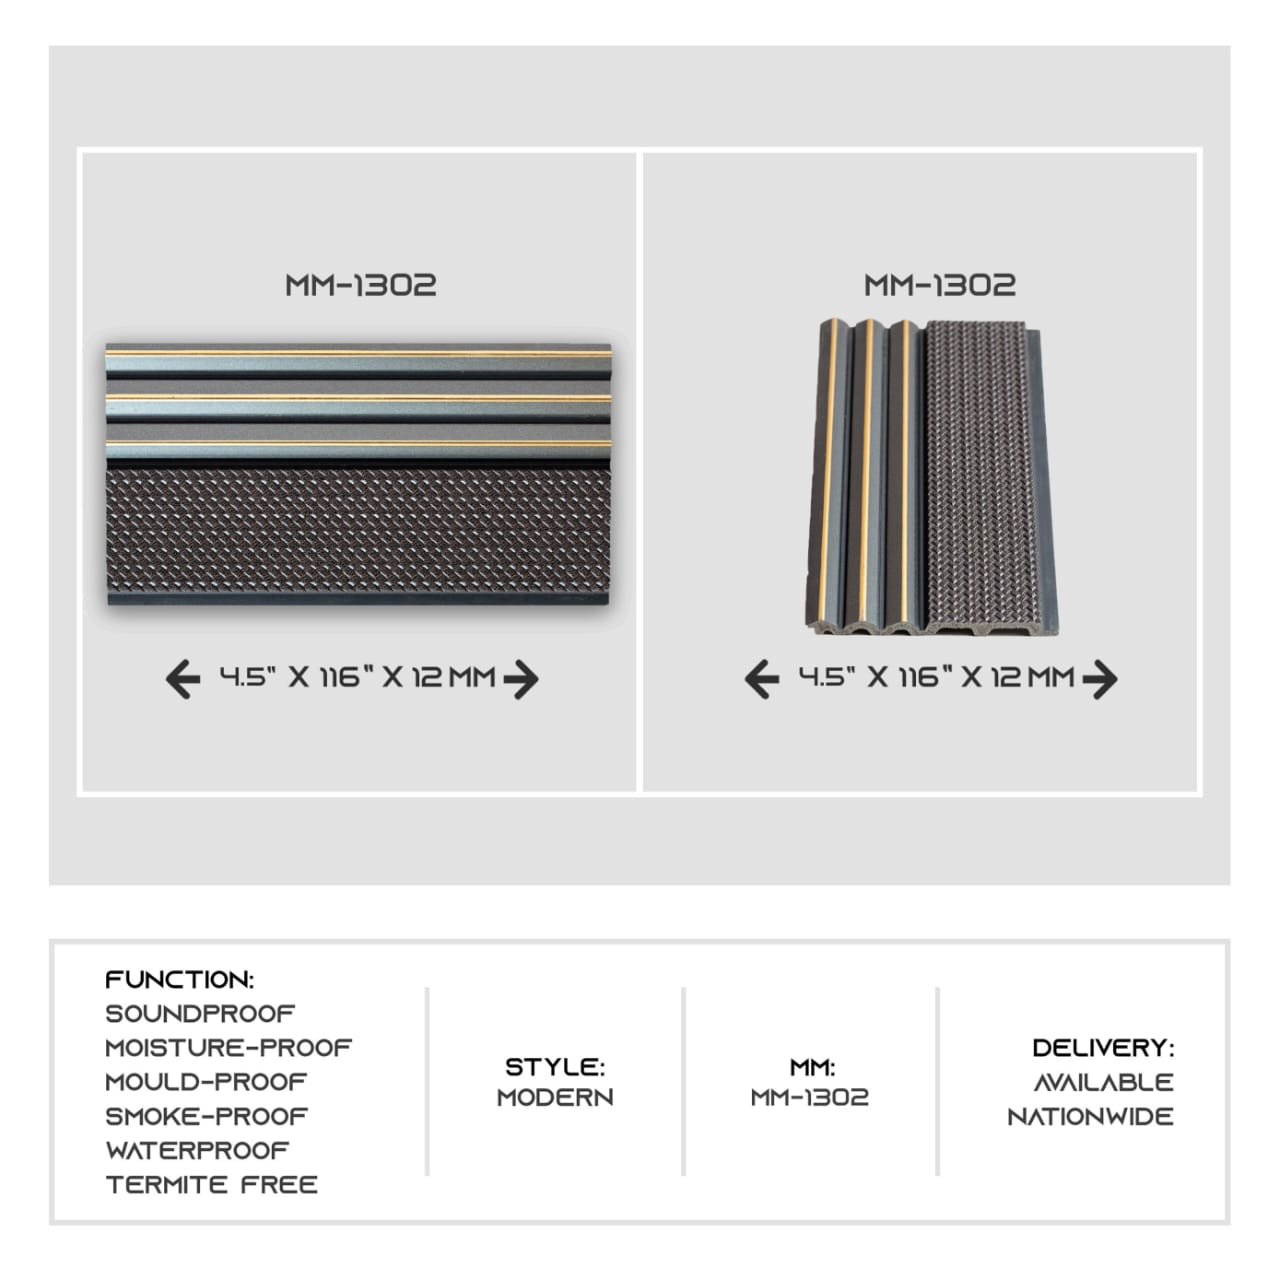 MM-1302
4.5" X 116" X 12 MM
MM-1302
4.5" X 116" X 12 MM
FUNCTION:
SOUNDPROOF
MOISTURE-PROOF
MOULD-PROOF
SMOKE-PROOF
WATERPROOF
TERMITE FREE
STYLE:
MODERN
MM:
MM-1302
DELIVERY:
AVAILABLE
NATIONWIDE